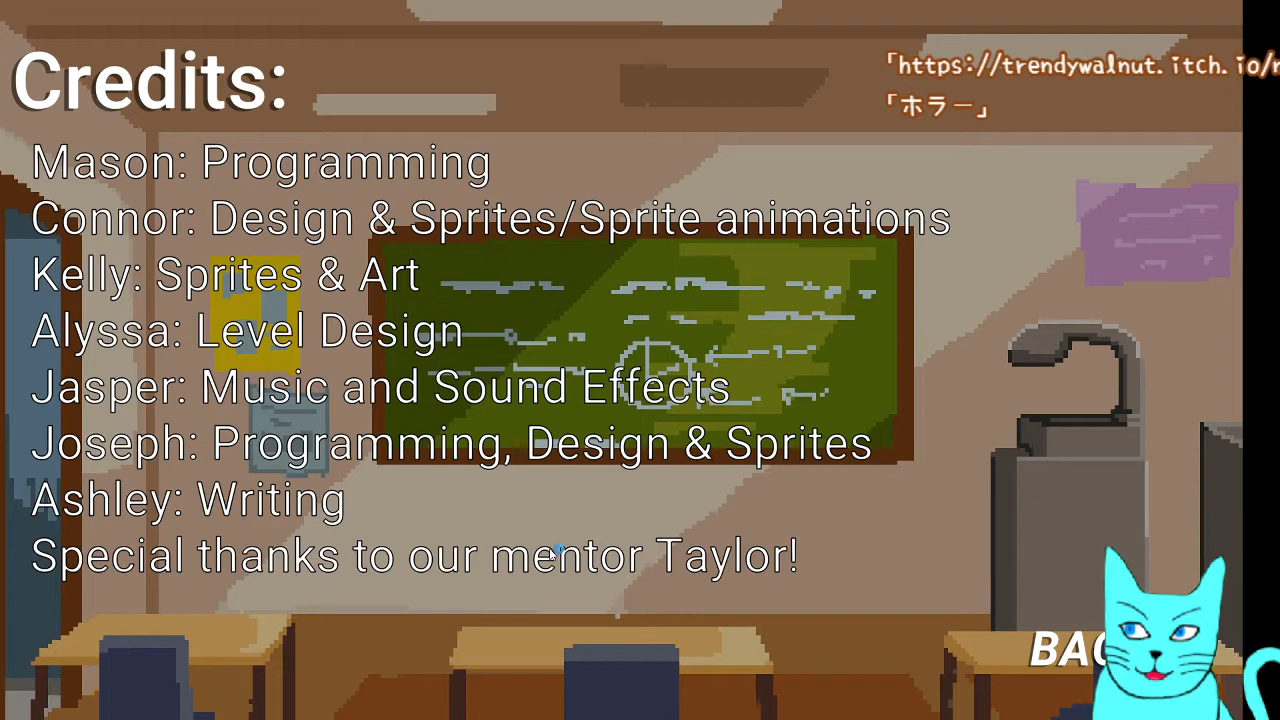 Credits:
Mason: Programming
Connor: Design & Sprites/Sprite animations
Kelly: Sprites & Art
Alyssa: Level Design
Jasper: Music and Sound Effects
Joseph: Programming, Design & Sprites
Ashley: Writing
Special thanks to our mentor Taylor!
「https://trendywalnut.itch.io/
「ホラー」